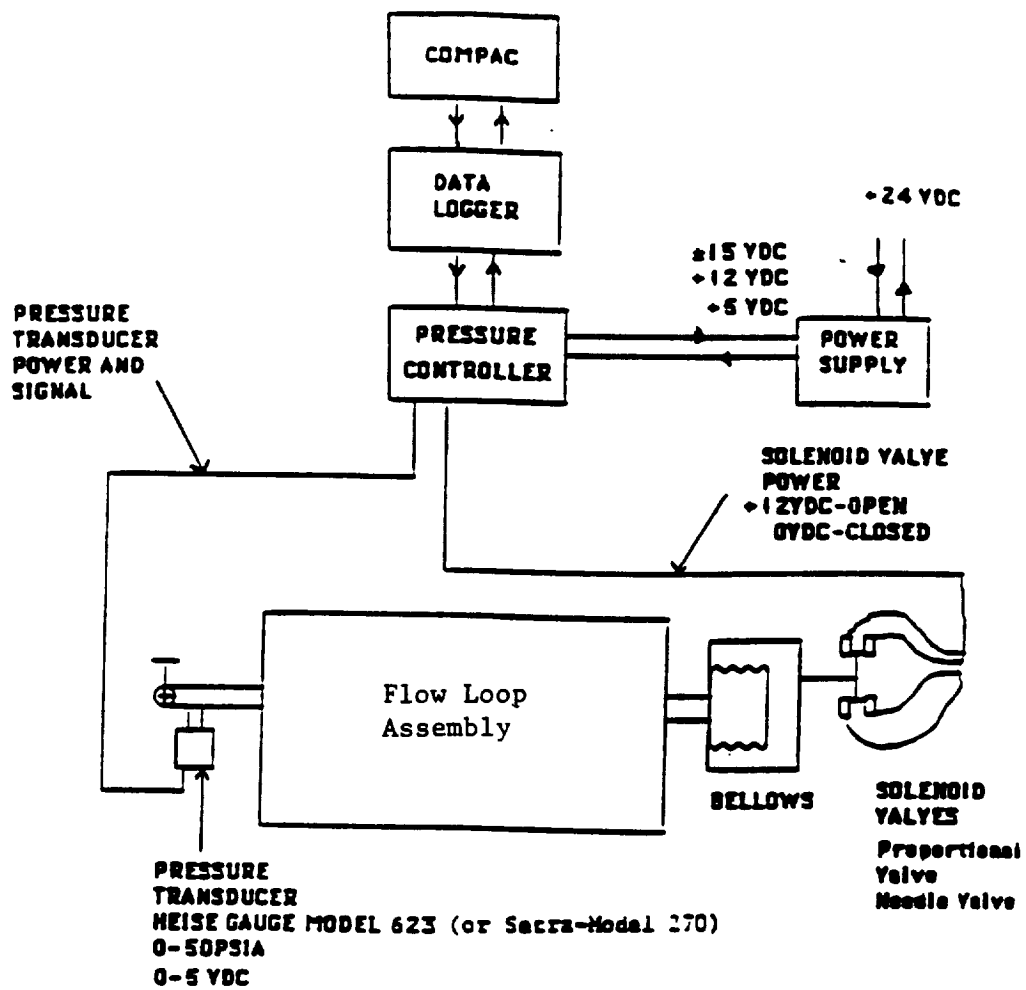 COMPAC
DATA
LOGGER
+24 VDC
±15 VDC
+12 VDC
+5 VDC
PRESSURE
TRANSDUCER
POWER AND
SIGNAL
PRESSURE
CONTROLLER
POWER
SUPPLY
SOLENOID VALVE
POWER
+12VDC-OPEN
0VDC-CLOSED
Flow Loop
Assembly
BELLOWS
SOLENOID
VALVES
Proportional
Valve
Needle Valve
PRESSURE
TRANSDUCER
HEISE GAUGE MODEL 623 (or Setra-Model 270)
0-50PSIA
0-5 VDC